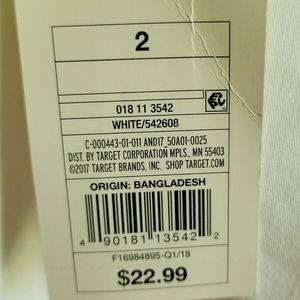 2
018 11 3542
WHITE/542608
C-000443-01-011 AND17_50A01-0025
DIST. BY TARGET CORPORATION MPLS., MN 55403
©2017 TARGET BRANDS, INC. SHOP TARGET.COM
ORIGIN: BANGLADESH
4 90181 13542 2
F16984895-Q1/18
$22.99